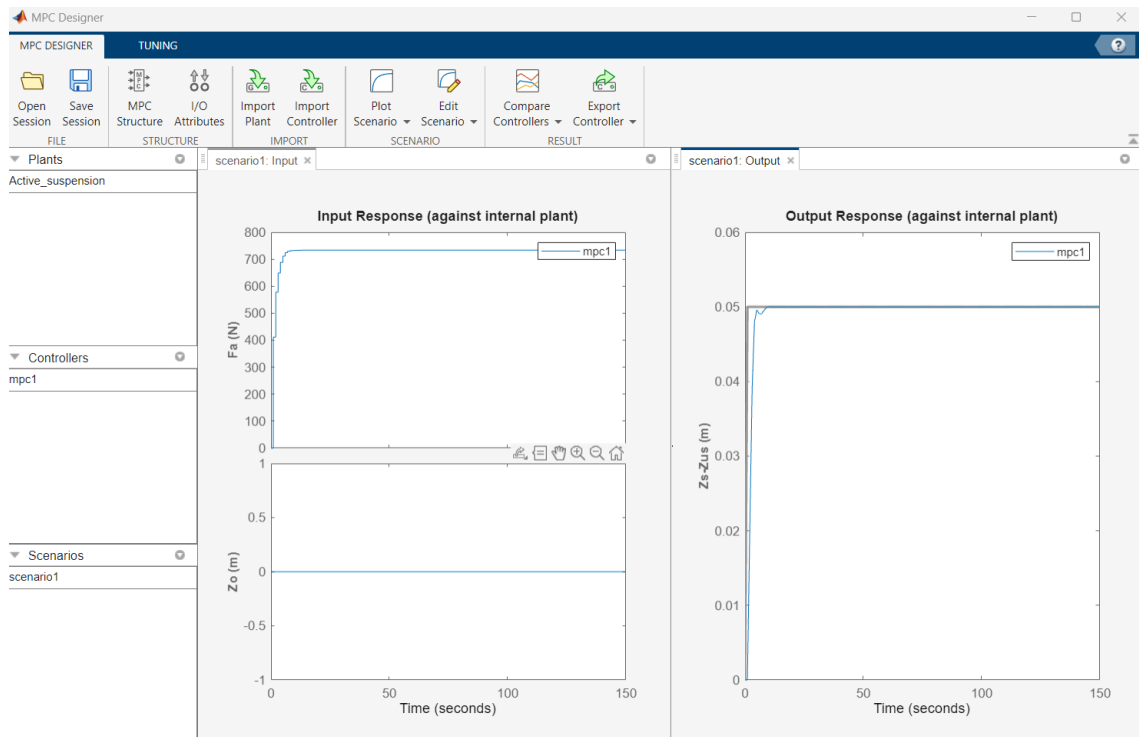 MPC Designer
MPC DESIGNER TUNING
?
Open Session
Save Session
MPC Structure
I/O Attributes
Import Plant
Import Controller
Plot Scenario
Edit Scenario
Compare Controllers
Export Controller
FILE STRUCTURE IMPORT SCENARIO RESULT
Plants
Active_suspension
Controllers
mpc1
Scenarios
scenario1
scenario1: Input ×
Input Response (against internal plant)
mpc1
Fa (N)
800
700
600
500
400
300
200
100
0
Zo (m)
1
0.5
0
-0.5
-1
0 50 100 150
Time (seconds)
scenario1: Output ×
Output Response (against internal plant)
mpc1
Zs-Zus (m)
0.06
0.05
0.04
0.03
0.02
0.01
0
0 50 100 150
Time (seconds)